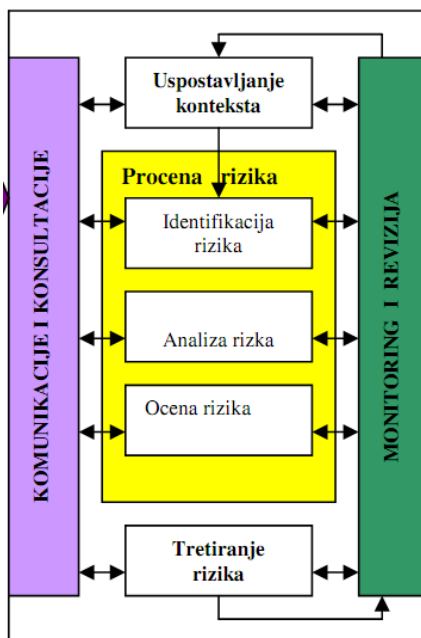 KOMUNIKACIJE I KONSULTACIJE
Uspostavljanje
konteksta
Procena rizika
Identifikacija
rizika
Analiza rizka
Ocena rizika
Tretiranje
rizika
MONITORING I REVIZIJA